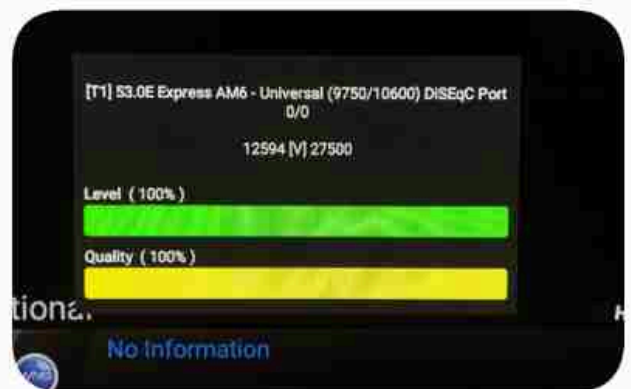 [T1] 53.0E Express AM6 - Universal (9750/10600) DiSEqC Port
0/0
12594 [V] 27500
Level ( 100% )
Quality ( 100% )
tiona
H
No Information